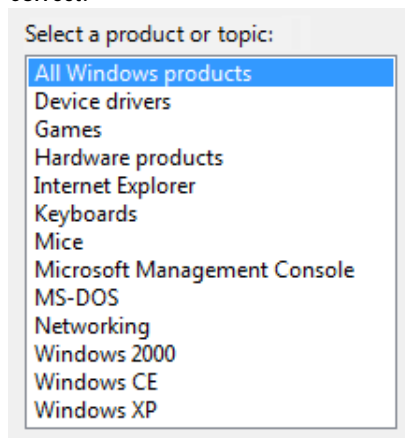 Select a product or topic:
All Windows products
Device drivers
Games
Hardware products
Internet Explorer
Keyboards
Mice
Microsoft Management Console
MS-DOS
Networking
Windows 2000
Windows CE
Windows XP